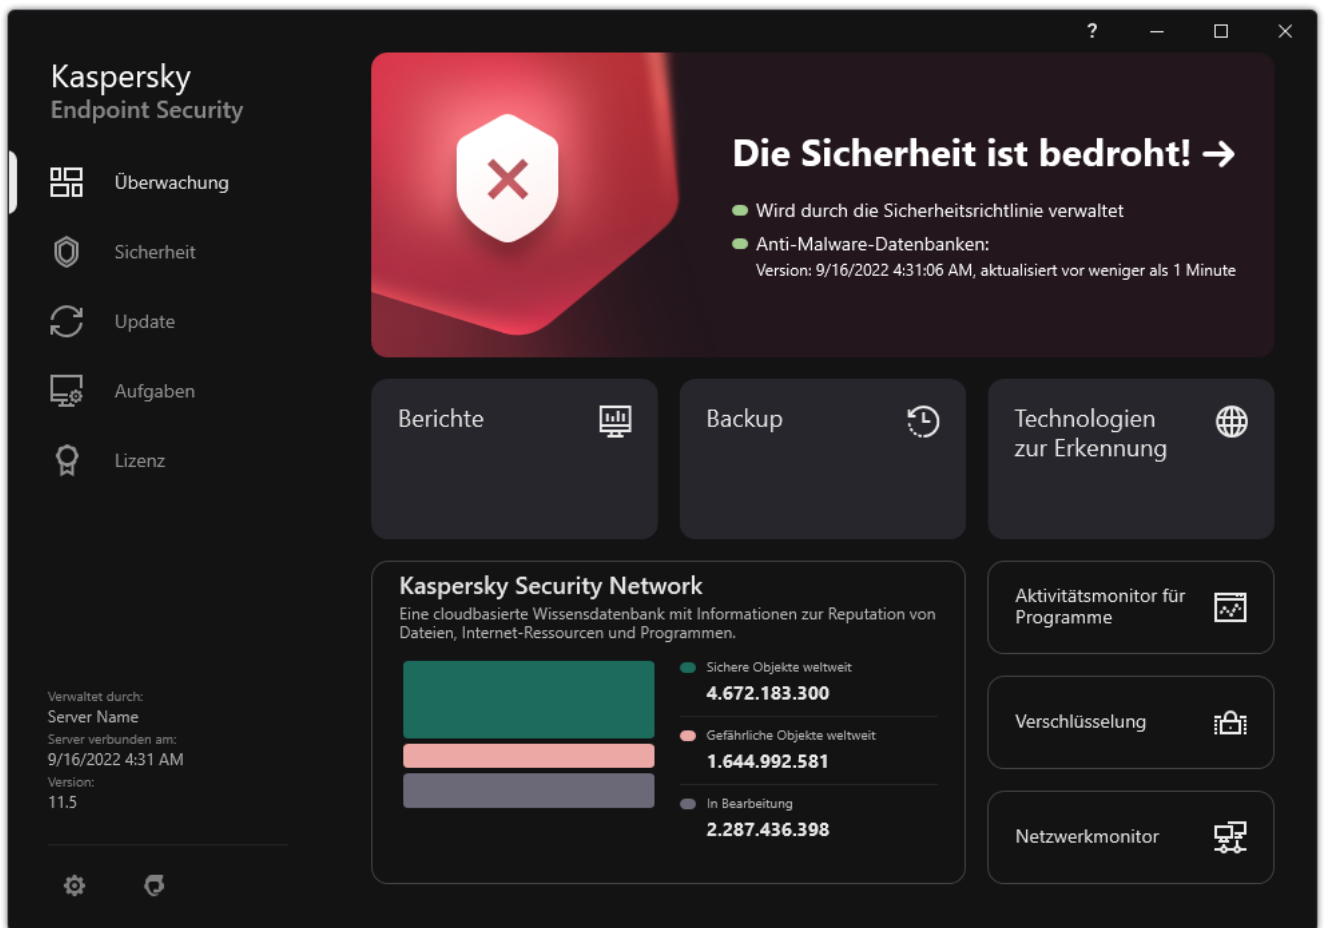 ?
Kaspersky
Endpoint Security
Überwachung
Sicherheit
Update
Aufgaben
Lizenz
Verwaltet durch:
Server Name
Server verbunden am:
9/16/2022 4:31 AM
Version:
11.5
Die Sicherheit ist bedroht! →
Wird durch die Sicherheitsrichtlinie verwaltet
Anti-Malware-Datenbanken:
Version: 9/16/2022 4:31:06 AM, aktualisiert vor weniger als 1 Minute
Berichte
Backup
Technologien
zur Erkennung
Kaspersky Security Network
Eine cloudbasierte Wissensdatenbank mit Informationen zur Reputation von
Dateien, Internet-Ressourcen und Programmen.
Sichere Objekte weltweit
4.672.183.300
Gefährliche Objekte weltweit
1.644.992.581
In Bearbeitung
2.287.436.398
Aktivitätsmonitor für
Programme
Verschlüsselung
Netzwerkmonitor